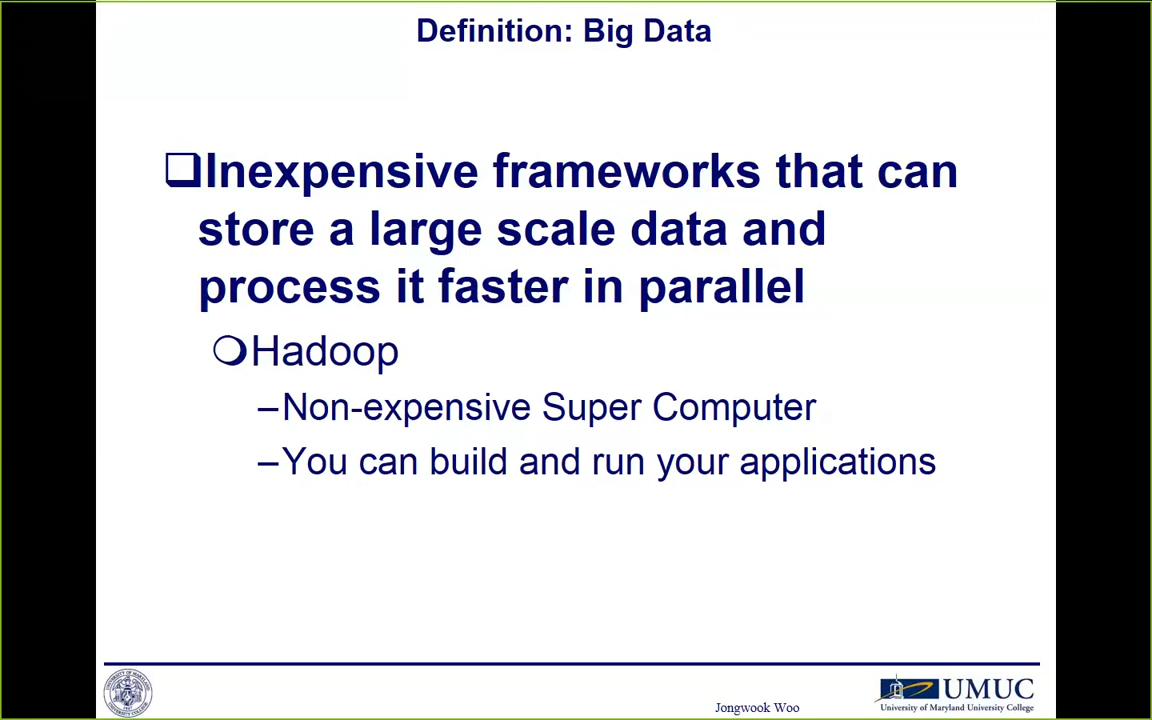 Definition: Big Data
Inexpensive frameworks that can
store a large scale data and
process it faster in parallel
Hadoop
–Non-expensive Super Computer
–You can build and run your applications
Jongwook Woo
UMUC
University of Maryland University College